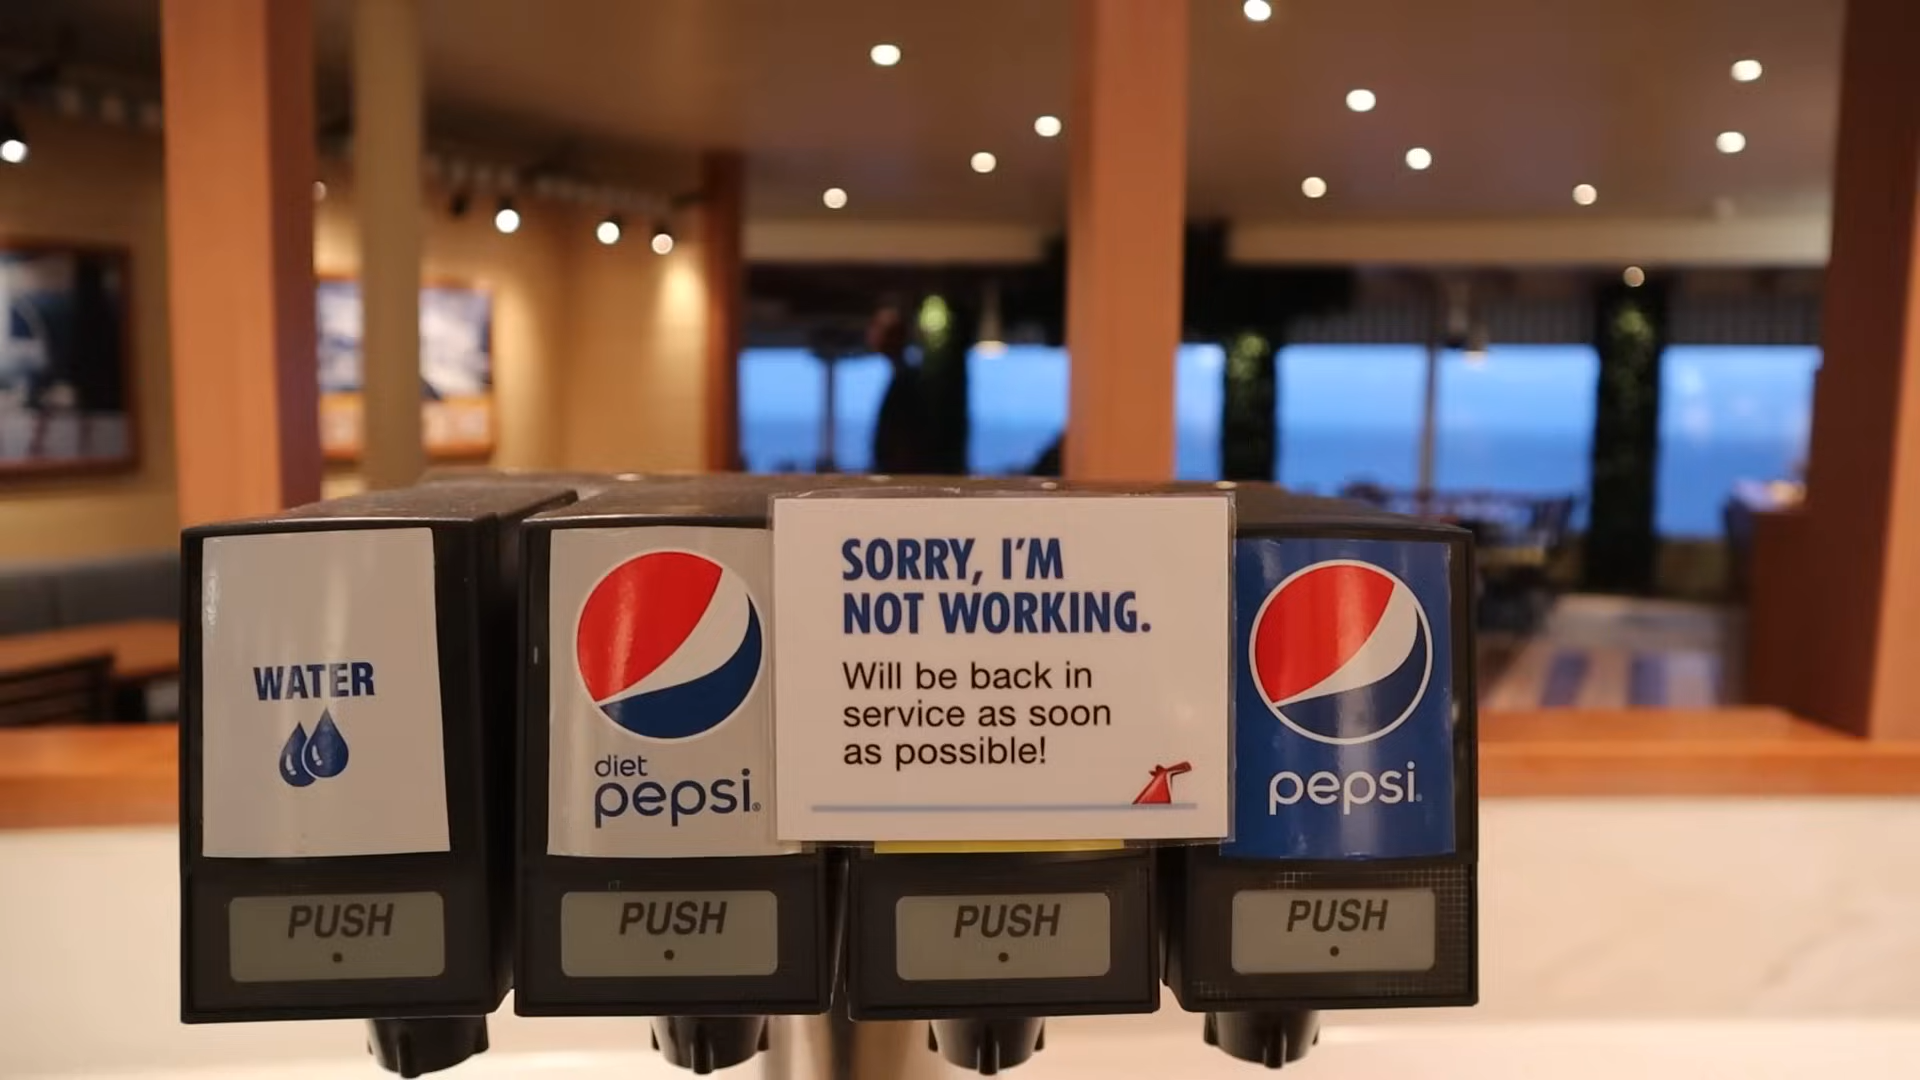 WATER
diet
pepsi®
SORRY, I'M
NOT WORKING.
Will be back in
service as soon
as possible!
pepsi
PUSH
PUSH
PUSH
PUSH